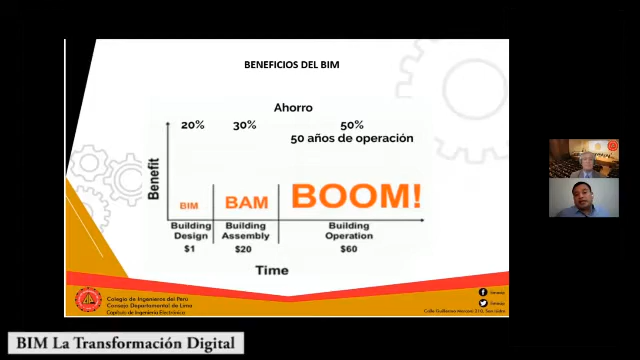 BENEFICIOS DEL BIM
Ahorro
20% 30% 50%
50 años de operación
Benefit
BIM BAM BOOM!
Building Design $1
Building Assembly $20
Building Operation $60
Time
Colegio de Ingenieros del Perú
Consejo Departamental de Lima
Capítulo de Ingeniería Electrónica
BIM La Transformación Digital